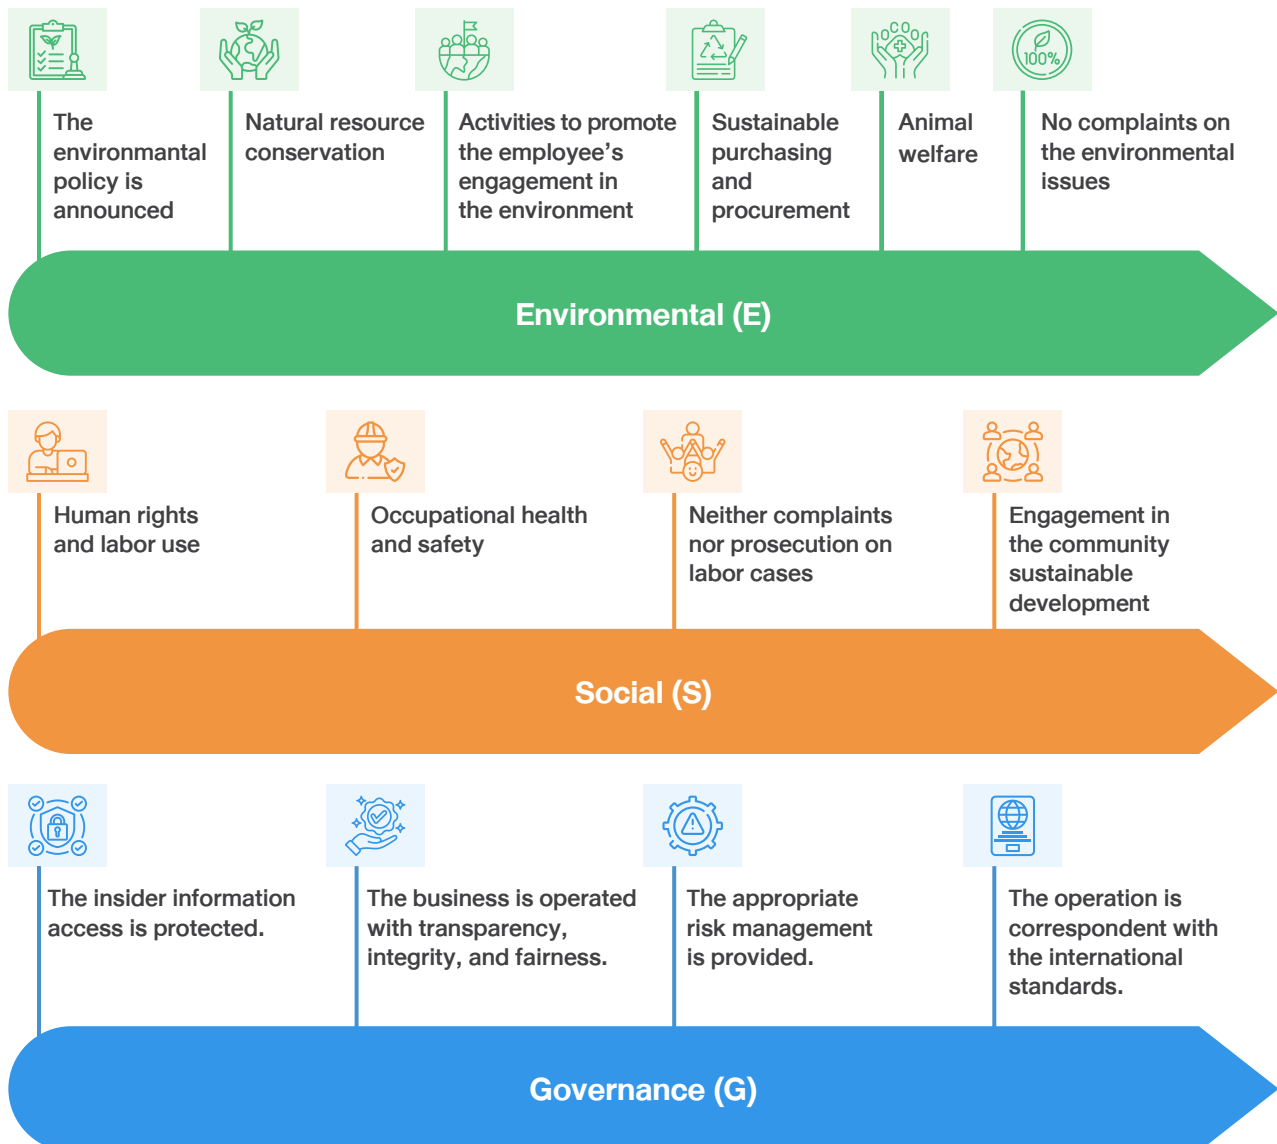 100%
The
environmantal
policy is
announced
Natural resource
conservation
Activities to promote
the employee's
engagement in
the environment
Sustainable
purchasing
and
procurement
Animal
welfare
No complaints on
the environmental
issues
Environmental (E)
Human rights
and labor use
Occupational health
and safety
Neither complaints
nor prosecution on
labor cases
Engagement in
the community
sustainable
development
Social (S)
The insider information
access is protected.
The business is operated
with transparency,
integrity, and fairness.
The appropriate
risk management
is provided.
The operation is
correspondent with
the international
standards.
Governance (G)